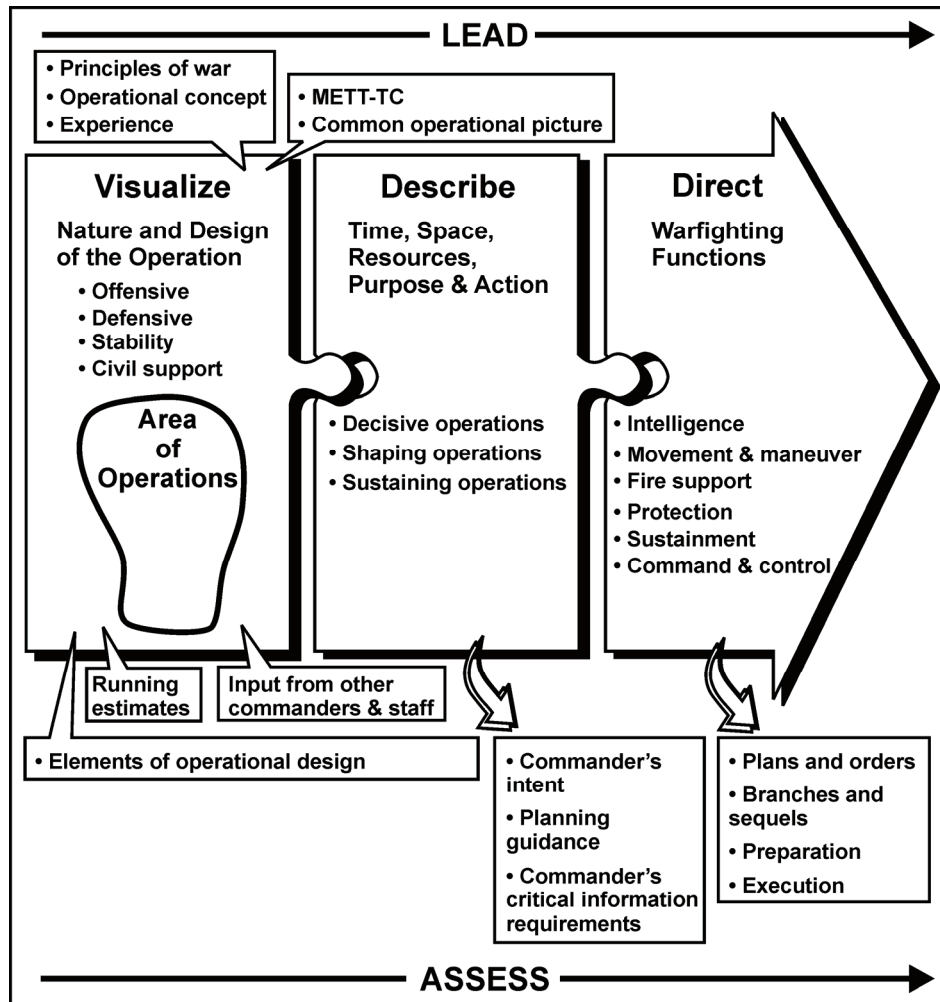 LEAD
• Principles of war
• Operational concept
• Experience
• METT-TC
• Common operational picture
Visualize
Nature and Design
of the Operation
• Offensive
• Defensive
• Stability
• Civil support
Area
of
Operations
Running
estimates
Input from other
commanders & staff
• Elements of operational design
Describe
Time, Space,
Resources,
Purpose & Action
• Decisive operations
• Shaping operations
• Sustaining operations
• Commander's
intent
• Planning
guidance
• Commander's
critical information
requirements
Direct
Warfighting
Functions
• Intelligence
• Movement & maneuver
• Fire support
• Protection
• Sustainment
• Command & control
• Plans and orders
• Branches and
sequels
• Preparation
• Execution
ASSESS